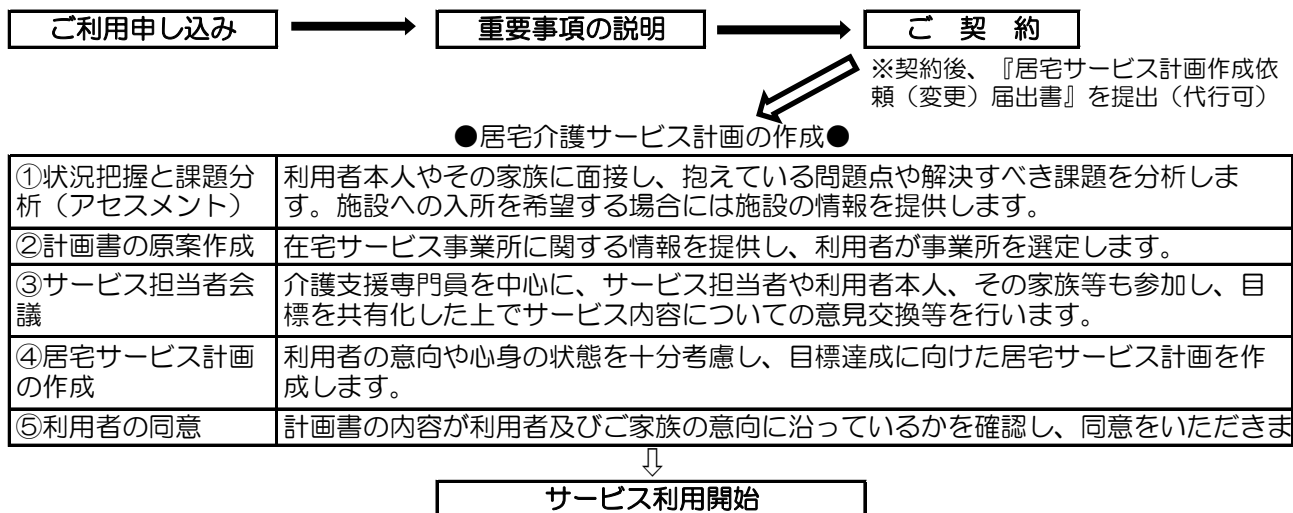 ご利用申し込み
重要事項の説明
ご 契 約
※契約後、『居宅サービス計画作成依
頼（変更）届出書』を提出（代行可）
●居宅介護サービス計画の作成●
①状況把握と課題分
析（アセスメント）
利用者本人やその家族に面接し、抱えている問題点や解決すべき課題を分析しま
す。施設への入所を希望する場合には施設の情報を提供します。
②計画書の原案作成
在宅サービス事業所に関する情報を提供し、利用者が事業所を選定します。
③サービス担当者会
議
介護支援専門員を中心に、サービス担当者や利用者本人、その家族等も参加し、目
標を共有化した上でサービス内容についての意見交換等を行います。
④居宅サービス計画
の作成
利用者の意向や心身の状態を十分考慮し、目標達成に向けた居宅サービス計画を作
成します。
⑤利用者の同意
計画書の内容が利用者及びご家族の意向に沿っているかを確認し、同意をいただきま
サービス利用開始